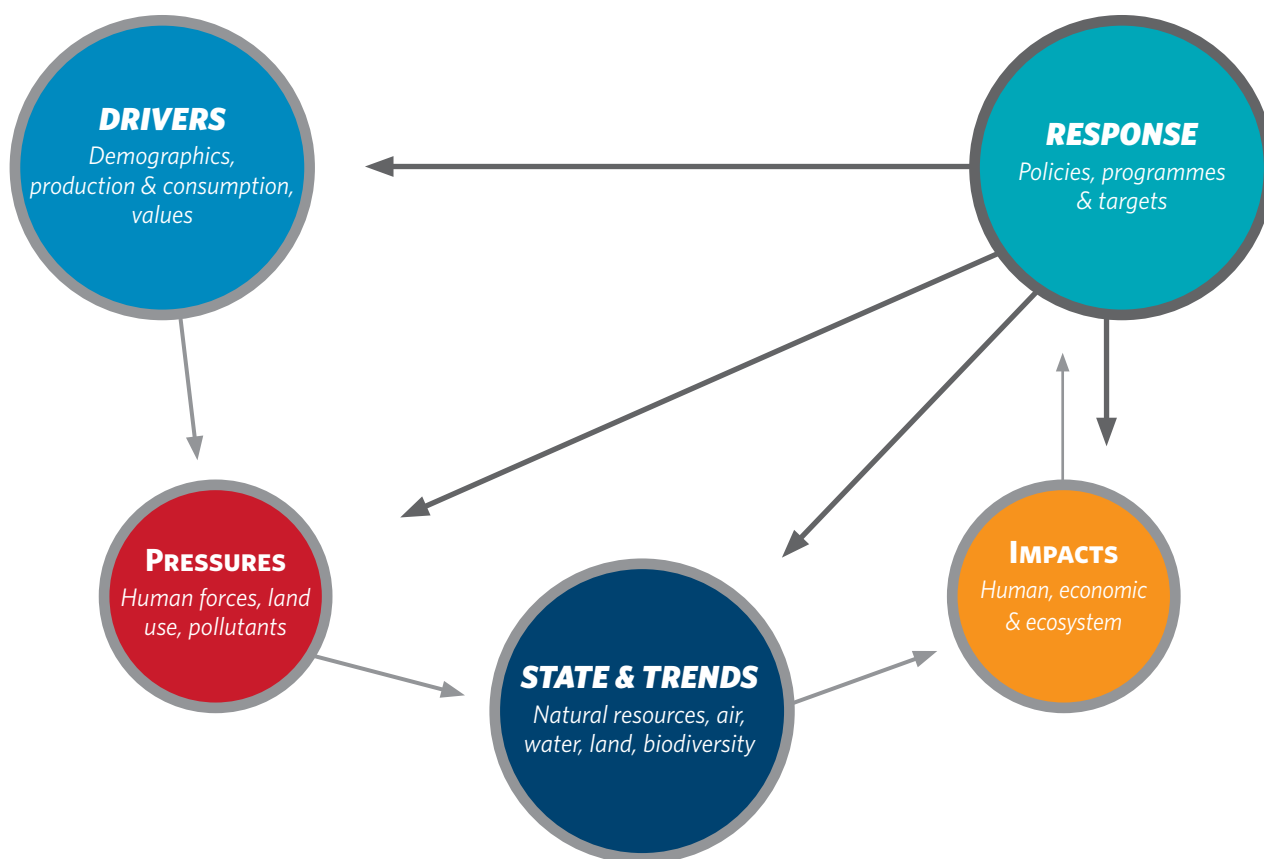 DRIVERS
Demographics,
production & consumption,
values
RESPONSE
Policies, programmes
& targets
PRESSURES
Human forces, land
use, pollutants
STATE & TRENDS
Natural resources, air,
water, land, biodiversity
IMPACTS
Human, economic
& ecosystem